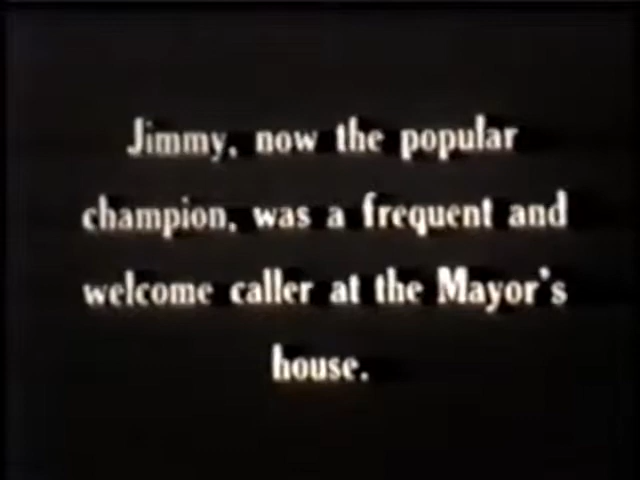 Jimmy, now the popular
champion, was a frequent and
welcome caller at the Mayor's
house.